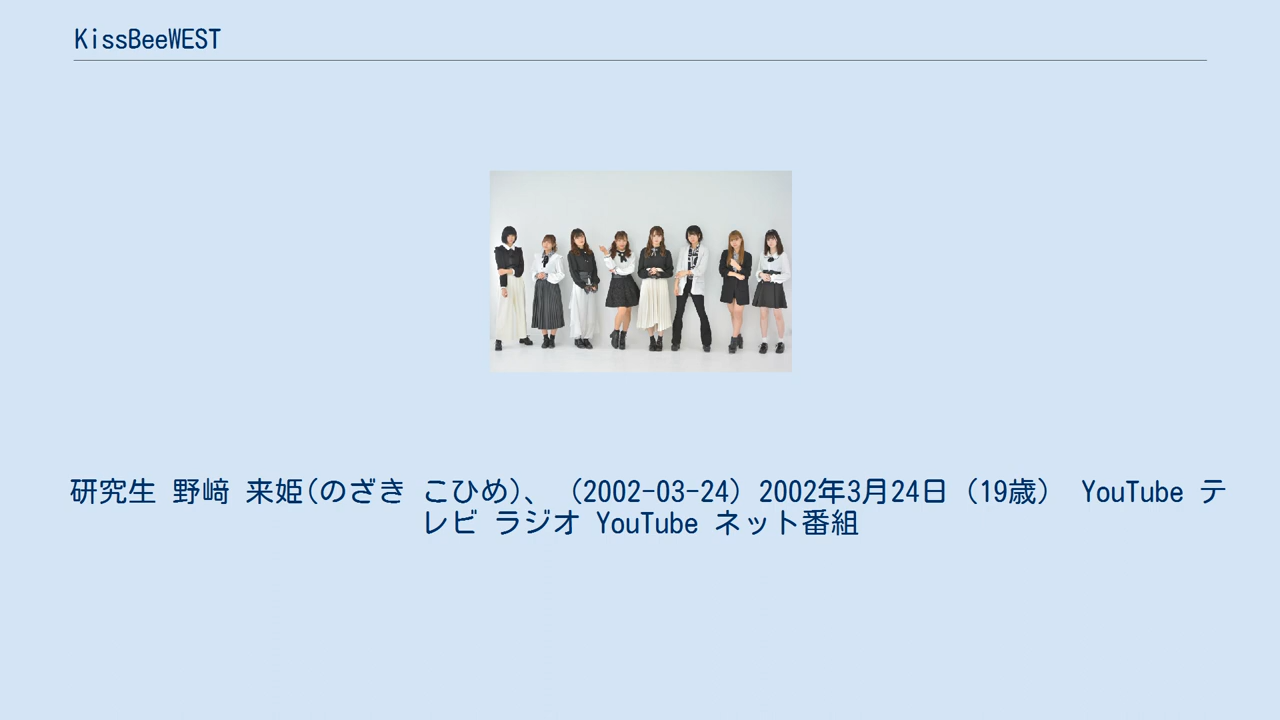 KissBeeWEST
研究生 野﨑 来姫(のざき こひめ)、 (2002-03-24) 2002年3月24日 (19歳) YouTube テ
レビ ラジオ YouTube ネット番組